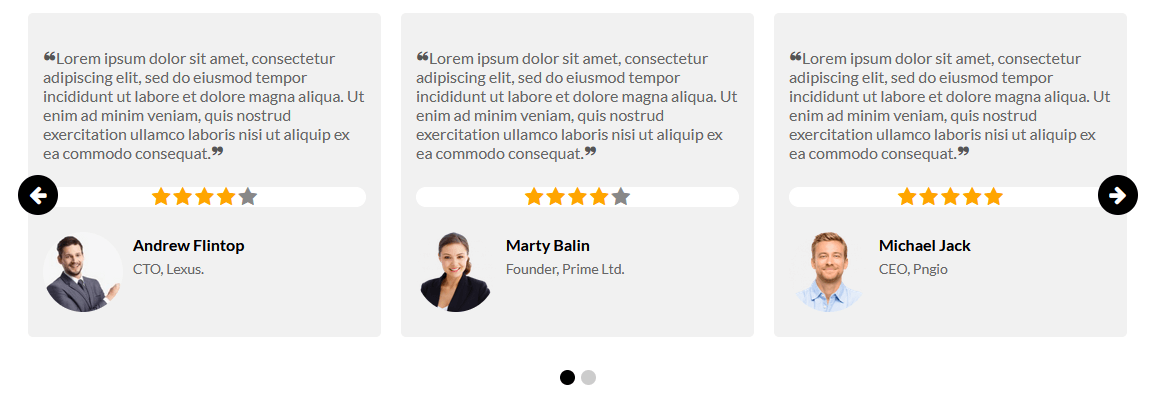 ❝Lorem ipsum dolor sit amet, consectetur
adipiscing elit, sed do eiusmod tempor
incididunt ut labore et dolore magna aliqua. Ut
enim ad minim veniam, quis nostrud
exercitation ullamco laboris nisi ut aliquip ex
ea commodo consequat.❞
Andrew Flintop
CTO, Lexus.
❝Lorem ipsum dolor sit amet, consectetur
adipiscing elit, sed do eiusmod tempor
incididunt ut labore et dolore magna aliqua. Ut
enim ad minim veniam, quis nostrud
exercitation ullamco laboris nisi ut aliquip ex
ea commodo consequat.❞
Marty Balin
Founder, Prime Ltd.
❝Lorem ipsum dolor sit amet, consectetur
adipiscing elit, sed do eiusmod tempor
incididunt ut labore et dolore magna aliqua. Ut
enim ad minim veniam, quis nostrud
exercitation ullamco laboris nisi ut aliquip ex
ea commodo consequat.❞
Michael Jack
CEO, Pngio